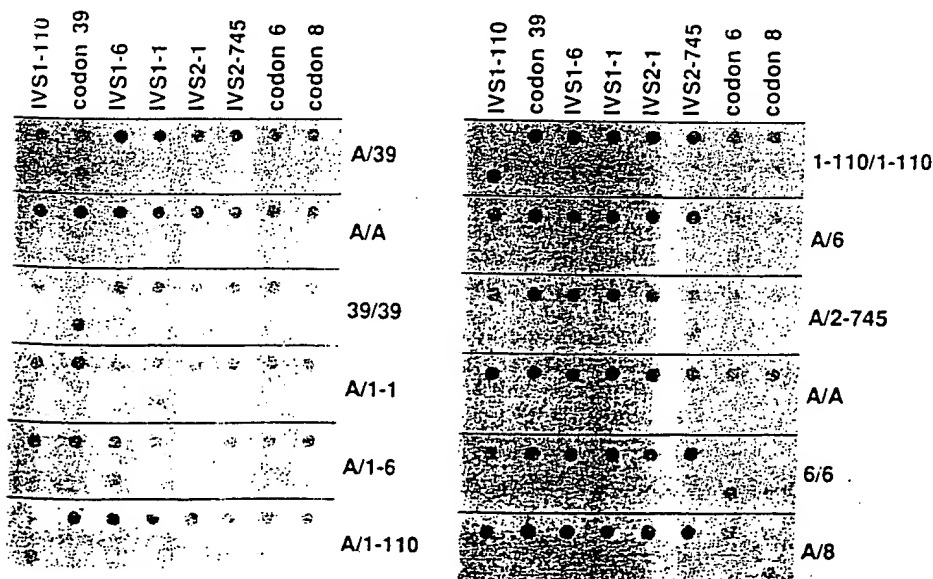 IVS1-110
codon 39
IVS1-6
IVS1-1
IVS2-1
IVS2-745
codon 6
codon 8
A/39
A/A
39/39
A/1-1
A/1-6
A/1-110
IVS1-110
codon 39
IVS1-6
IVS1-1
IVS2-1
IVS2-745
codon 6
codon 8
1-110/1-110
A/6
A/2-745
A/A
6/6
A/8